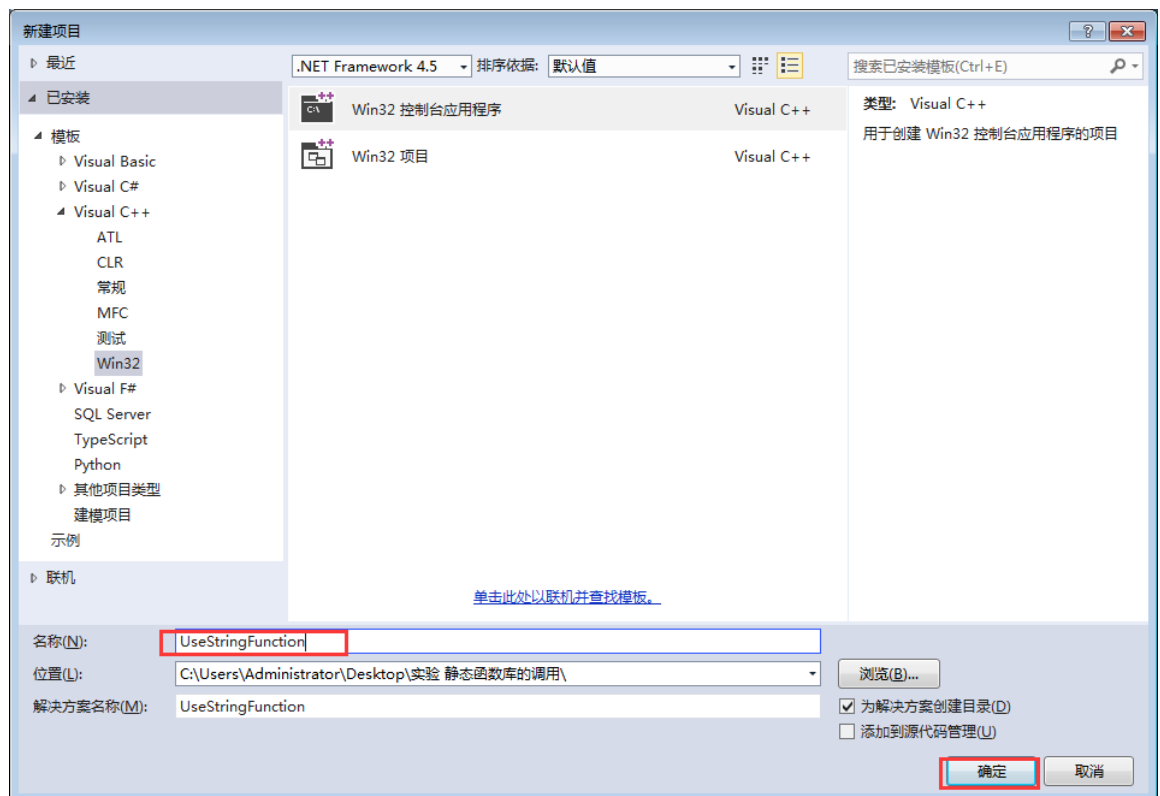 新建项目
最近
.NET Framework 4.5 排序依据: 默认值
搜索已安装模板(Ctrl+E)
已安装
模板
Visual Basic
Visual C#
Visual C++
ATL
CLR
常规
MFC
测试
Win32
Visual F#
SQL Server
TypeScript
Python
其他项目类型
建模项目
示例
联机
Win32 控制台应用程序 Visual C++
Win32 项目 Visual C++
单击此处以联机并查找模板。
类型: Visual C++
用于创建 Win32 控制台应用程序的项目
名称(N): UseStringFunction
位置(L): C:\Users\Administrator\Desktop\实验 静态函数库的调用\ 浏览(B)...
解决方案名称(M): UseStringFunction
为解决方案创建目录(D)
添加到源代码管理(U)
确定 取消